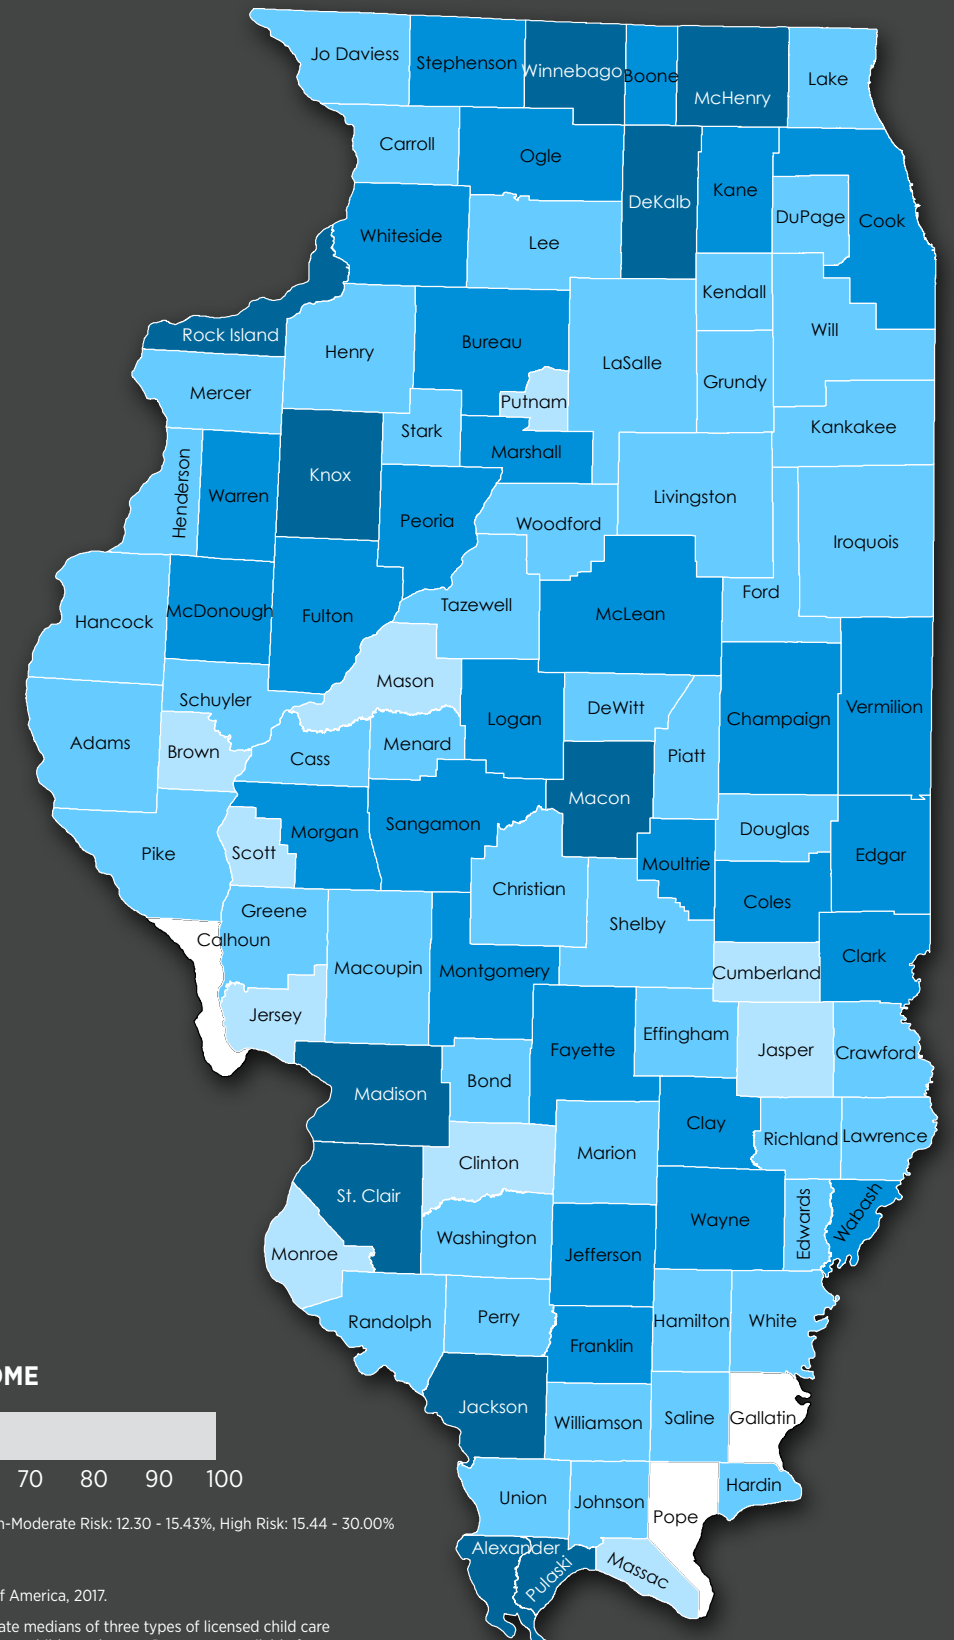 Jo Daviess
Stephenson
Winnebago
Boone
McHenry
Lake
Carroll
Ogle
DeKalb
Kane
DuPage
Cook
Whiteside
Lee
Kendall
Will
Rock Island
Henry
Bureau
LaSalle
Grundy
Mercer
Putnam
Kankakee
Stark
Marshall
Henderson
Warren
Knox
Peoria
Woodford
Livingston
Iroquois
Ford
Hancock
McDonough
Fulton
Tazewell
McLean
Schuyler
Mason
Logan
DeWitt
Piatt
Champaign
Vermilion
Adams
Brown
Cass
Menard
Macon
Pike
Scott
Morgan
Sangamon
Christian
Moultrie
Douglas
Edgar
Coles
Shelby
Greene
Calhoun
Macoupin
Montgomery
Cumberland
Clark
Jersey
Fayette
Effingham
Jasper
Crawford
Madison
Bond
Clay
Richland
Lawrence
Clinton
Marion
St. Clair
Washington
Jefferson
Wayne
Edwards
Wabash
Monroe
Randolph
Perry
Franklin
Hamilton
White
Jackson
Williamson
Saline
Gallatin
Union
Johnson
Pope
Hardin
Alexander
Pulaski
Massac
OME
70 80 90 100
n-Moderate Risk: 12.30 - 15.43%, High Risk: 15.44 - 30.00%
f America, 2017.
ate medians of three types of licensed child care